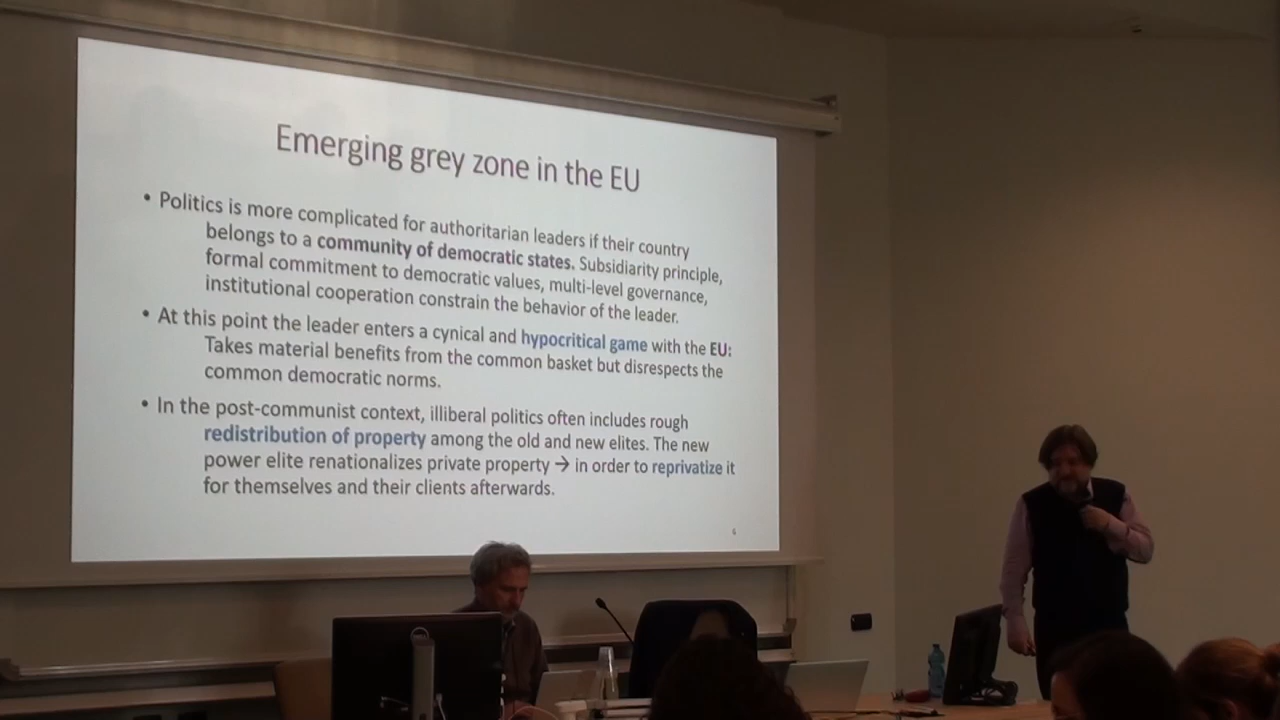 Emerging grey zone in the EU
• Politics is more complicated for authoritarian leaders if their country
belongs to a community of democratic states. Subsidiarity principle,
formal commitment to democratic values, multi-level governance,
institutional cooperation constrain the behavior of the leader.
• At this point the leader enters a cynical and hypocritical game with the EU:
Takes material benefits from the common basket but disrespects the
common democratic norms.
• In the post-communist context, illiberal politics often includes rough
redistribution of property among the old and new elites. The new
power elite renationalizes private property → in order to reprivatize it
for themselves and their clients afterwards.
6